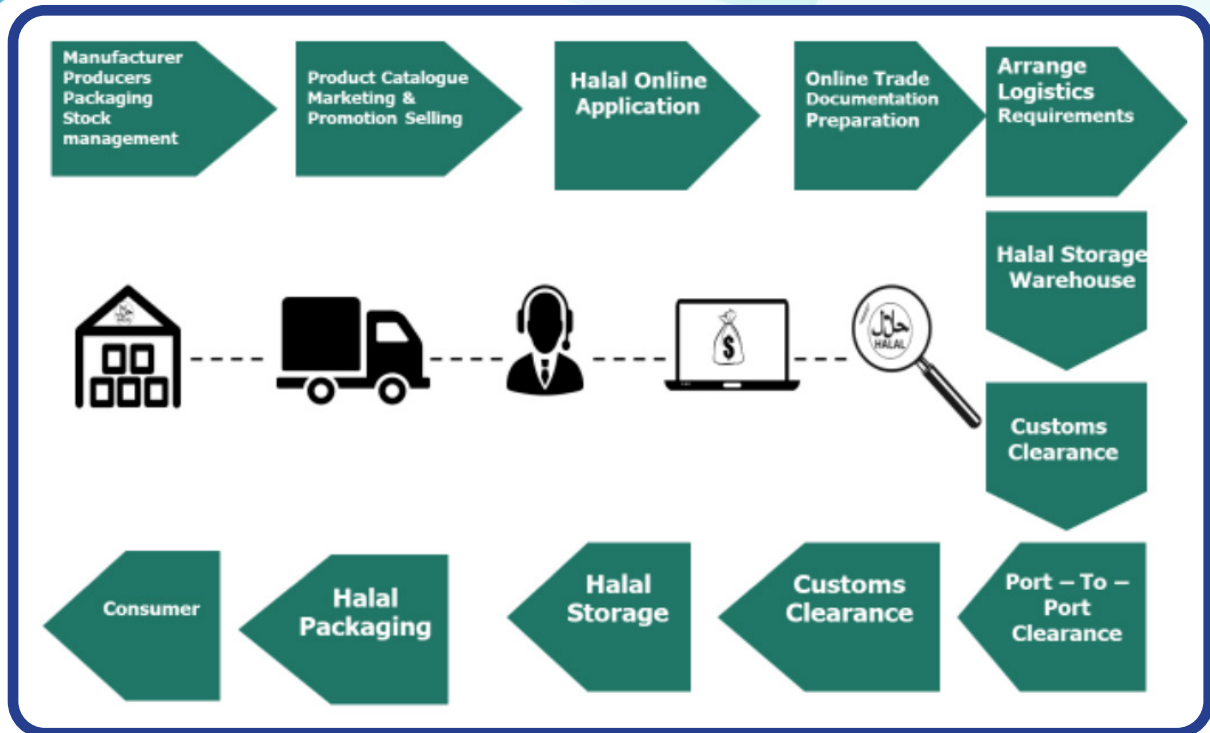 Manufacturer
Producers
Packaging
Stock
management
Product Catalogue
Marketing &
Promotion Selling
Halal Online
Application
Online Trade
Documentation
Preparation
Arrange
Logistics
Requirements
Halal Storage
Warehouse
$
حلال
HALAL
Customs
Clearance
Port – To –
Port
Clearance
Customs
Clearance
Halal
Storage
Halal
Packaging
Consumer